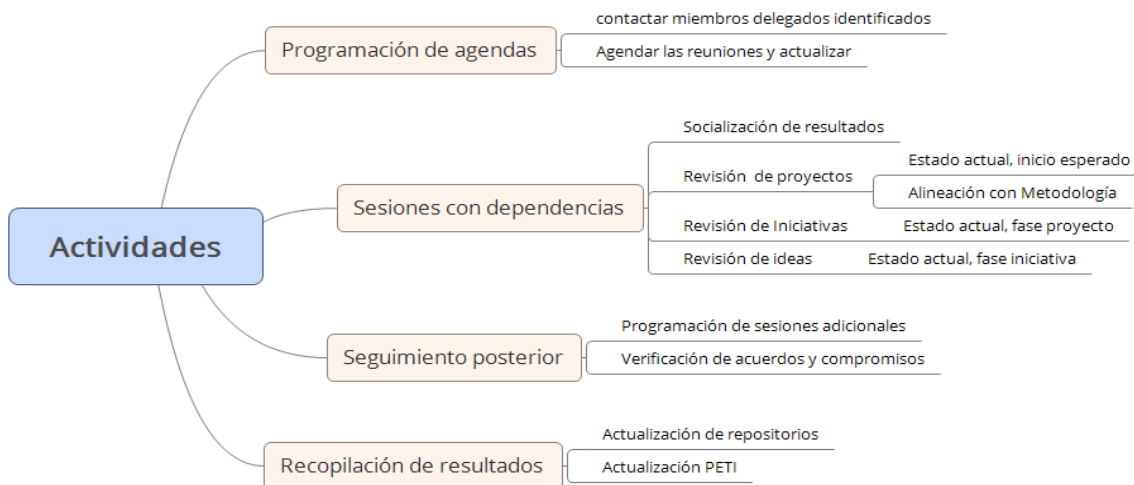 Actividades
Programación de agendas
contactar miembros delegados identificados
Agendar las reuniones y actualizar
Sesiones con dependencias
Socialización de resultados
Revisión de proyectos
Estado actual, inicio esperado
Alineación con Metodología
Revisión de Iniciativas
Estado actual, fase proyecto
Revisión de ideas
Estado actual, fase iniciativa
Seguimiento posterior
Programación de sesiones adicionales
Verificación de acuerdos y compromisos
Recopilación de resultados
Actualización de repositorios
Actualización PETI